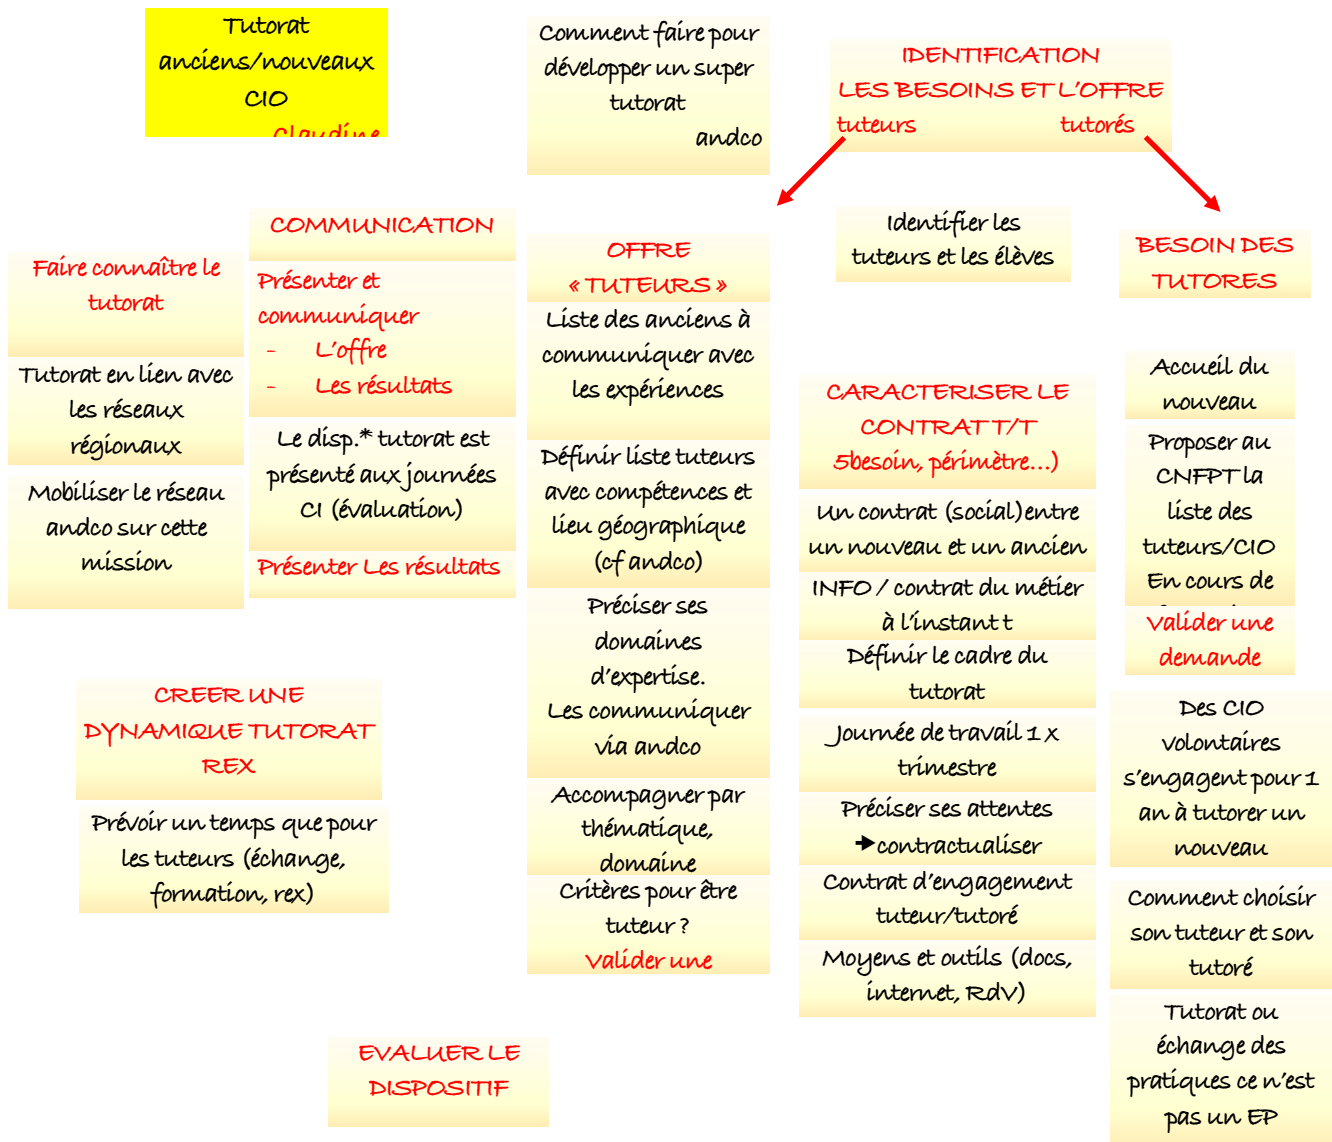 Tutorat
anciens/nouveaux
CIO
Claudine
Comment faire pour
développer un super
tutorat
andco
IDENTIFICATION
LES BESOINS ET L'OFFRE
tuteurs tutorés
COMMUNICATION
Présenter et
communiquer
- L'offre
- Les résultats
Le disp.* tutorat est
présenté aux journées
CI (évaluation)
Présenter Les résultats
Faire connaître le
tutorat
Tutorat en lien avec
les réseaux
régionaux
Mobiliser le réseau
andco sur cette
mission
CREER UNE
DYNAMIQUE TUTORAT
REX
Prévoir un temps que pour
les tuteurs (échange,
formation, rex)
EVALUER LE
DISPOSITIF
OFFRE
« TUTEURS »
Liste des anciens à
communiquer avec
les expériences
Définir liste tuteurs
avec compétences et
lieu géographique
(cf andco)
Préciser ses
domaines
d'expertise.
Les communiquer
via andco
Accompagner par
thématique,
domaine
Critères pour être
tuteur ?
Valider une
Identifier les
tuteurs et les élèves
CARACTERISER LE
CONTRAT T/T
5besoin, périmètre...)
Un contrat (social)entre
un nouveau et un ancien
INFO / contrat du métier
à l'instant t
Définir le cadre du
tutorat
Journée de travail 1 x
trimestre
Préciser ses attentes
➔contractualiser
Contrat d'engagement
tuteur/tutoré
Moyens et outils (docs,
internet, RdV)
BESOIN DES
TUTORES
Accueil du
nouveau
Proposer au
CNFPT la
liste des
tuteurs/CIO
En cours de
Valider une
demande
Des CIO
volontaires
s'engagent pour 1
an à tutorer un
nouveau
Comment choisir
son tuteur et son
tutoré
Tutorat ou
échange des
pratiques ce n'est
pas un EP